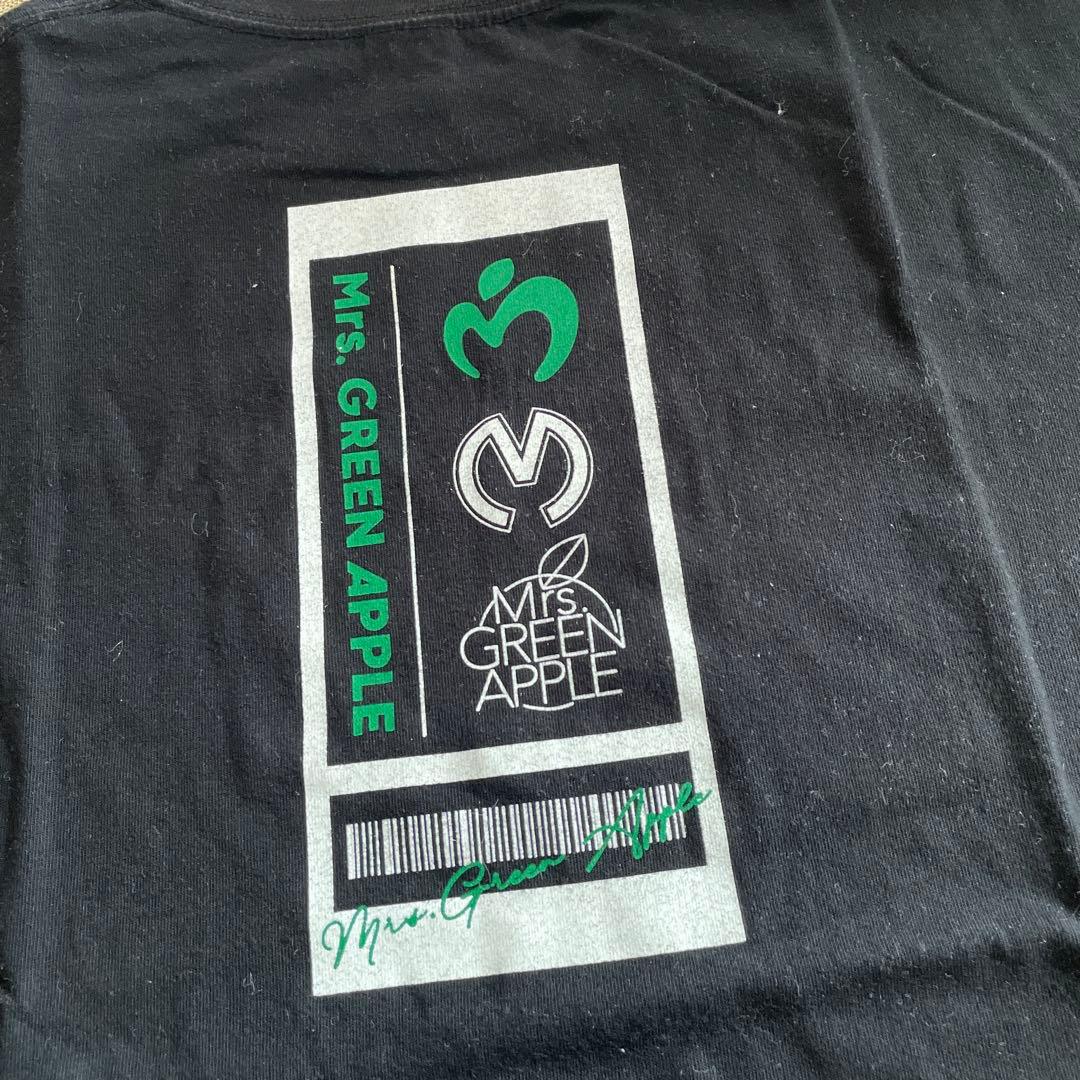 Mrs. GREEN APPLE
M
Mrs.
GREEN
APPLE
Mrs. Green Apple